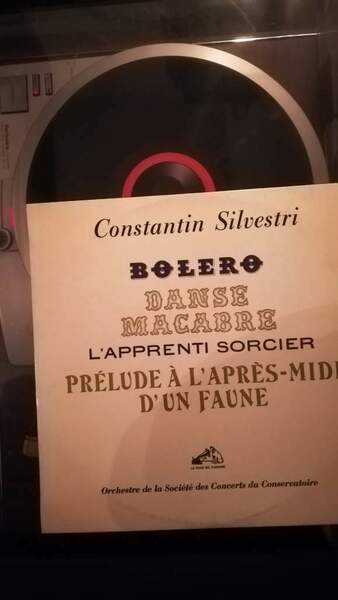 Constantin Silvestri
BOLERO
DANSE
MACABRE
L'APPRENTI SORCIER
PRÉLUDE À L'APRÈS-MIDI
D'UN FAUNE
Orchestre de la Société des Concerts du Conservatoire